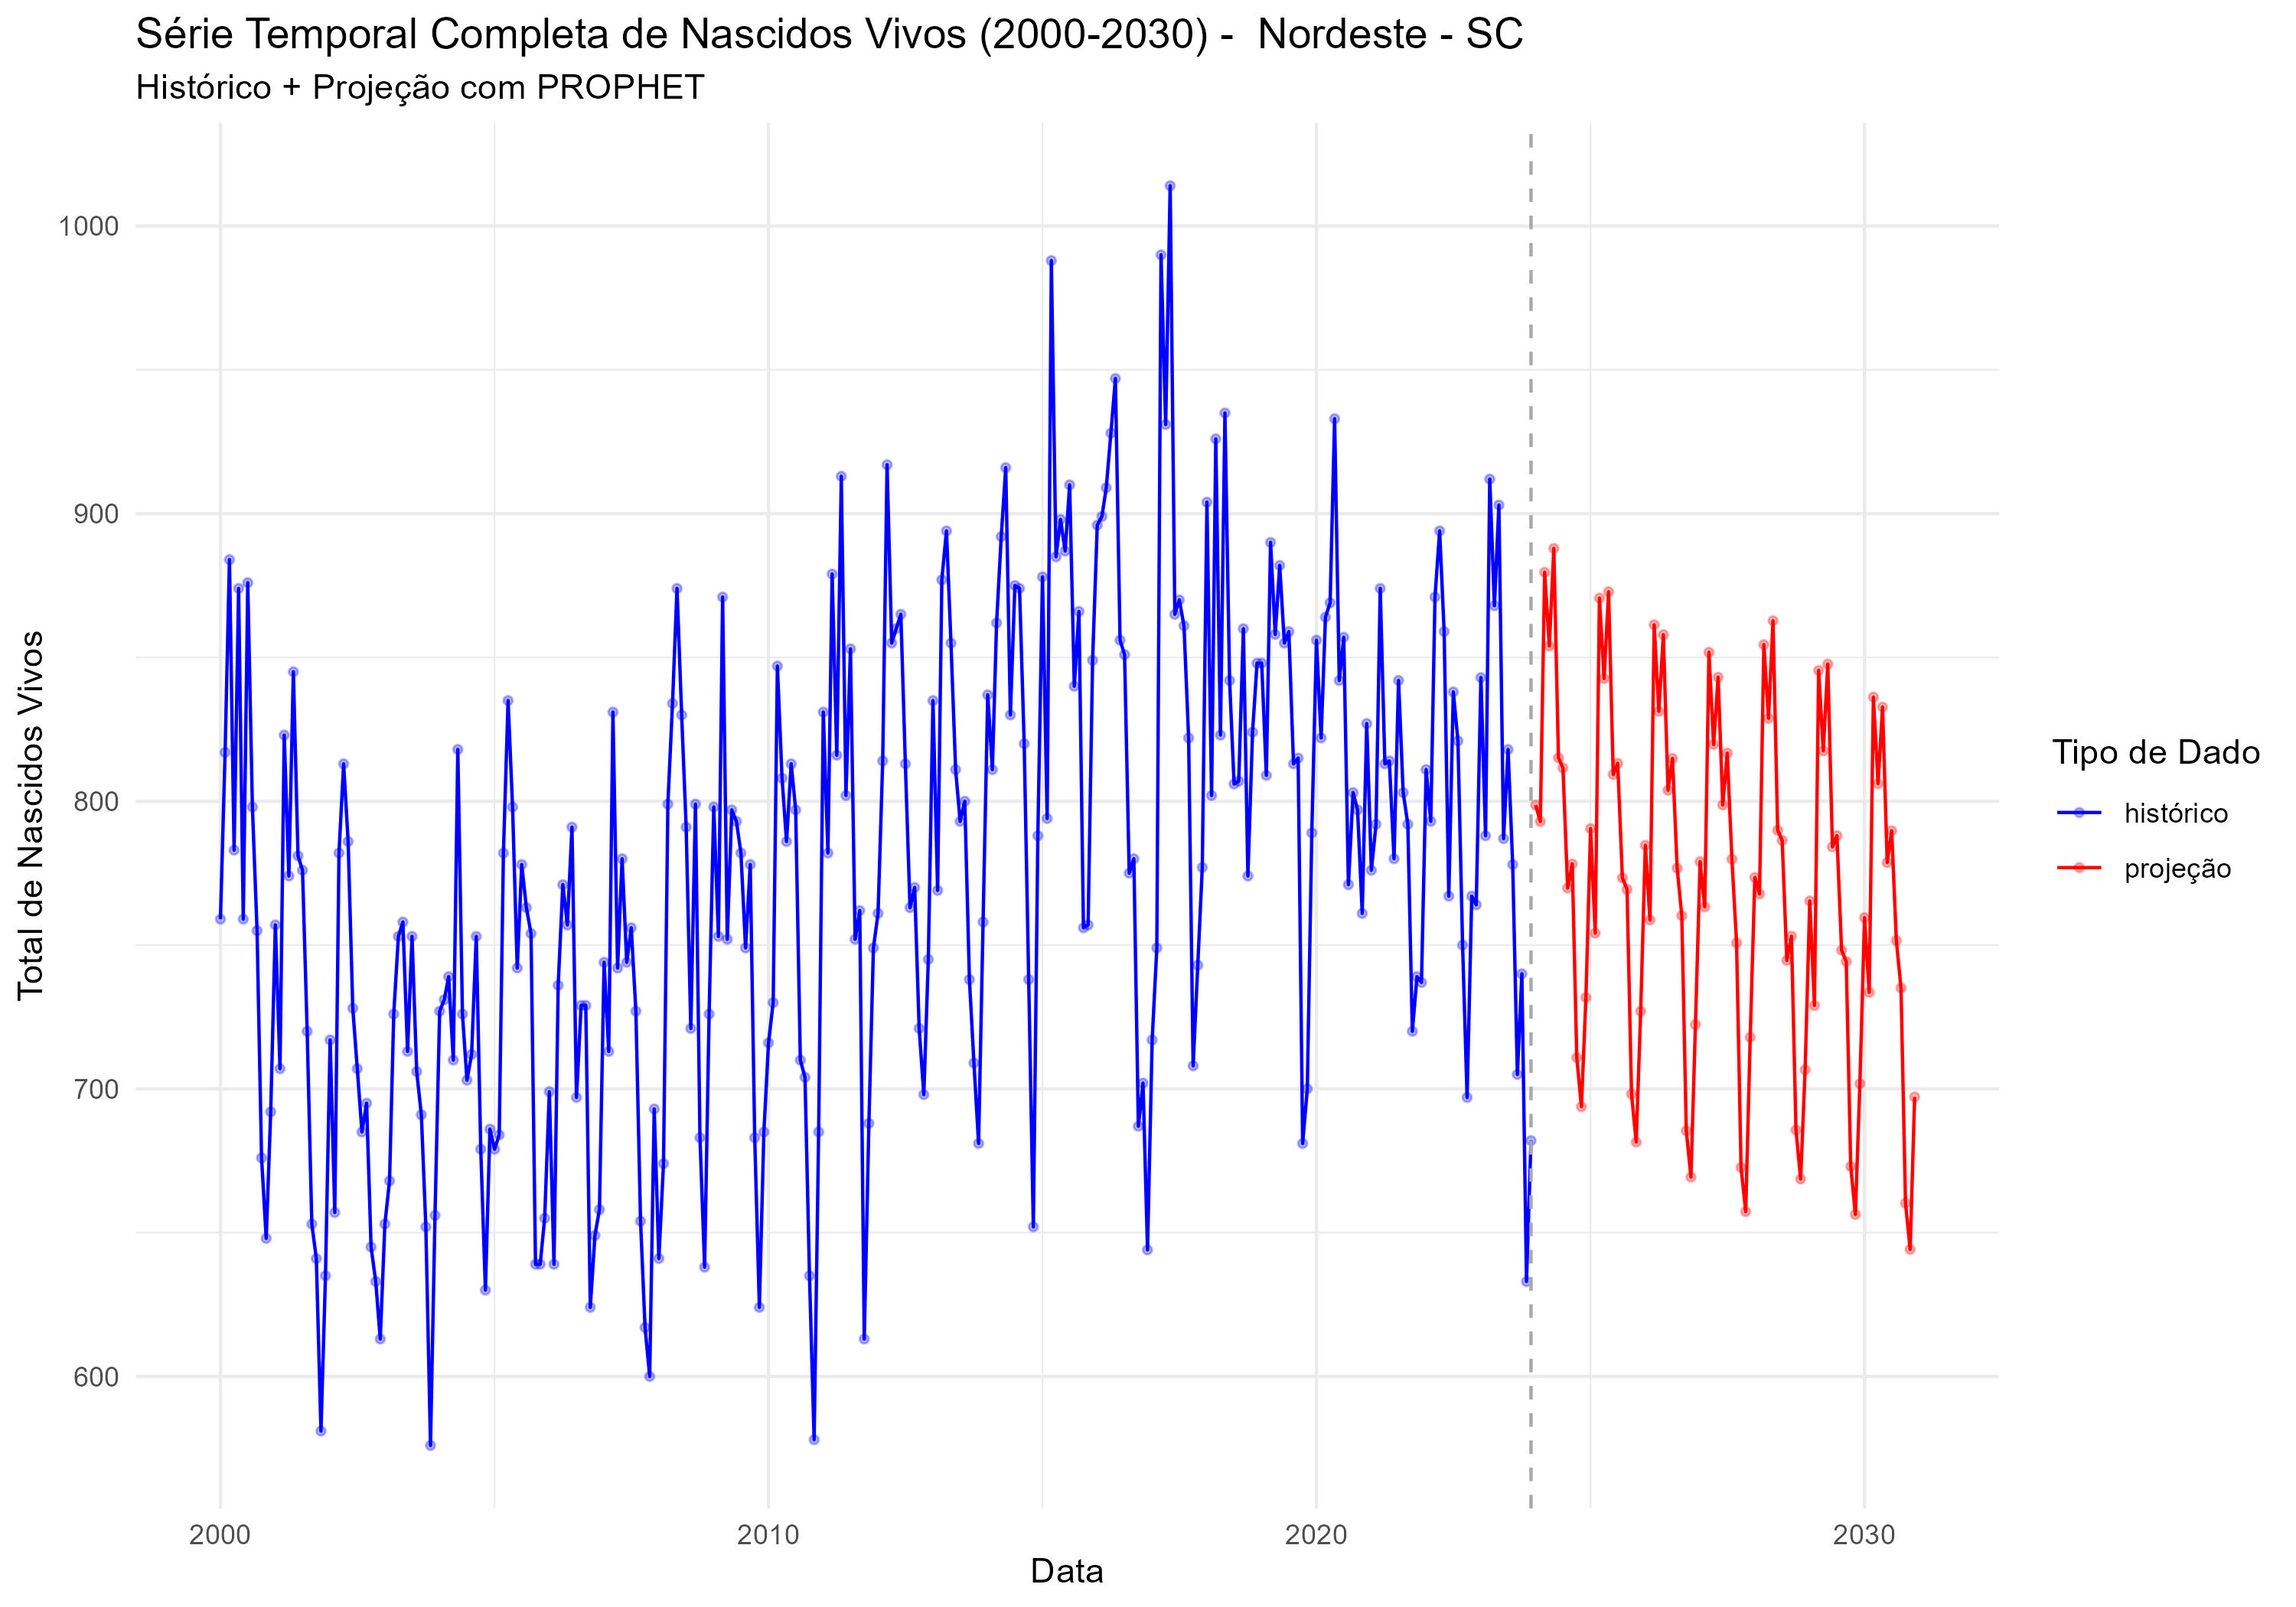 Série Temporal Completa de Nascidos Vivos (2000-2030) -  Nordeste - SC
Histórico + Projeção com PROPHET
Total de Nascidos Vivos
1000
900
800
700
600
2000
2010
2020
2030
Data
Tipo de Dado
histórico
projeção